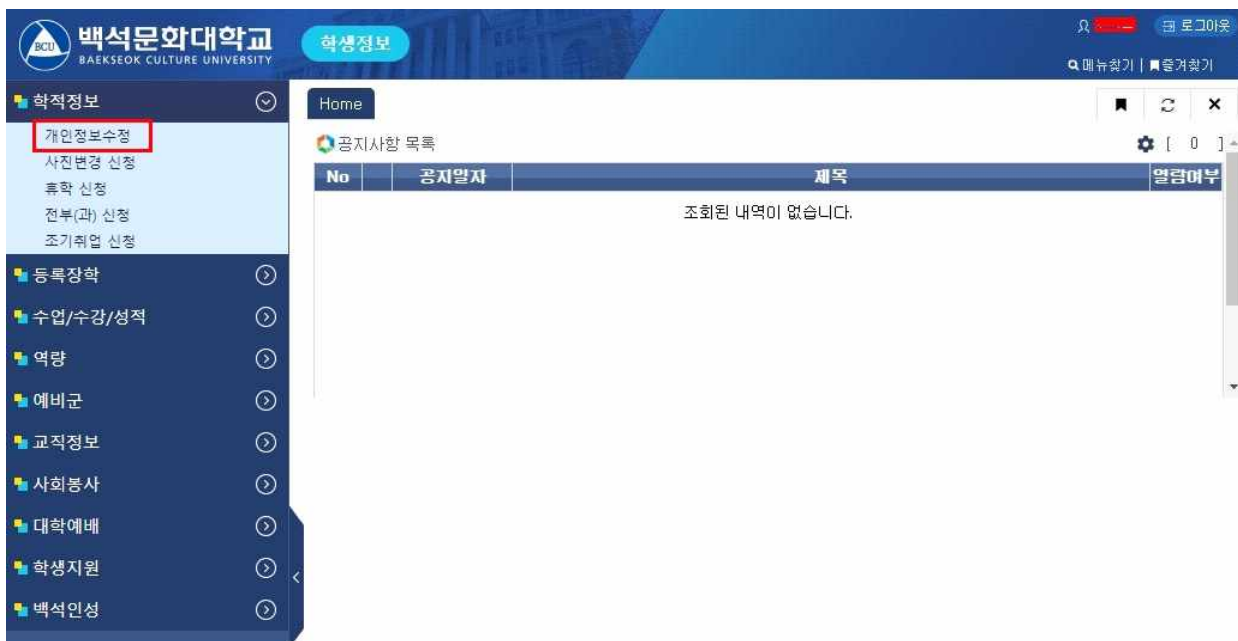 BCU
백석문화대학교
BAEKSEOK CULTURE UNIVERSITY
학생정보
로그아웃
메뉴찾기 | 즐겨찾기
학적정보
개인정보수정
사진변경 신청
휴학 신청
전부(과) 신청
조기취업 신청
등록장학
수업/수강/성적
역량
예비군
교직정보
사회봉사
대학예배
학생지원
백석인성
Home
공지사항 목록
[ 0 ]
No 공지일자 제목 열람여부
조회된 내역이 없습니다.